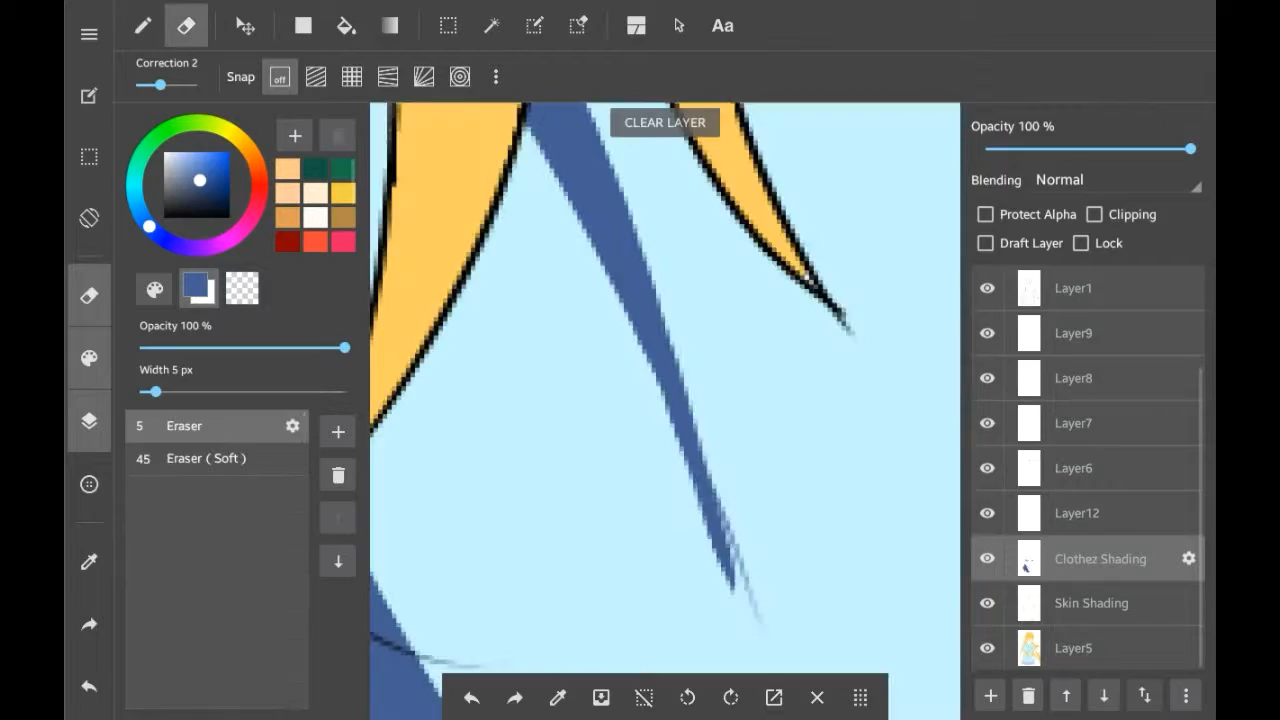 Aa
Correction 2
Snap
off
CLEAR LAYER
Opacity 100 %
Blending Normal
Protect Alpha
Clipping
Draft Layer
Lock
Opacity 100 %
Width 5 px
5 Eraser
45 Eraser ( Soft )
Layer1
Layer9
Layer8
Layer7
Layer6
Layer12
Clothez Shading
Skin Shading
Layer5